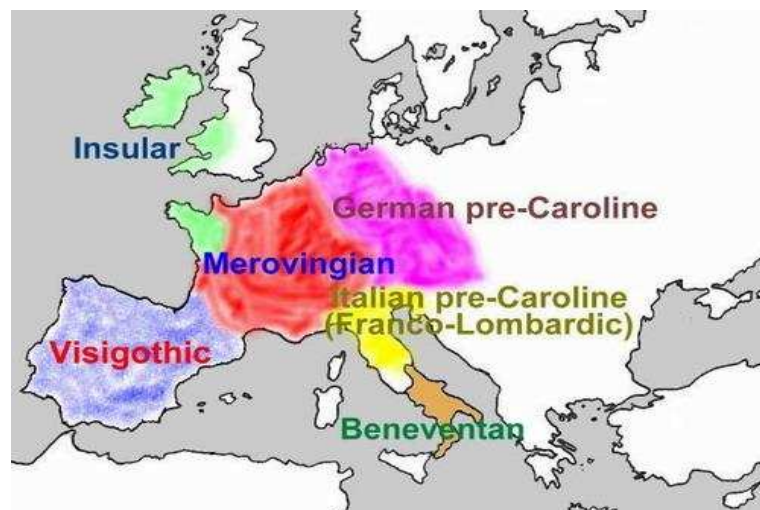 Insular
German pre-Caroline
Merovingian
Italian pre-Caroline
(Franco-Lombardic)
Visigothic
Beneventan